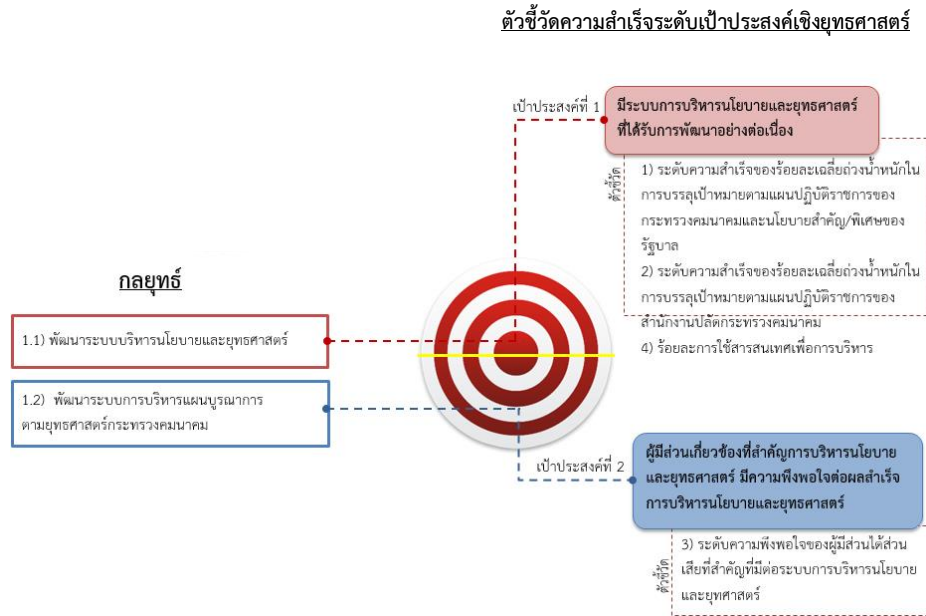 ตัวชี้วัดความสำเร็จระดับเป้าประสงค์เชิงยุทธศาสตร์
เป้าประสงค์ที่ 1
มีระบบการบริหารนโยบายและยุทธศาสตร์
ที่ได้รับการพัฒนาอย่างต่อเนื่อง
ตัวชี้วัด
1) ระดับความสำเร็จของร้อยละเฉลี่ยถ่วงน้ำหนักใน
การบรรลุเป้าหมายตามแผนปฏิบัติราชการของ
กระทรวงคมนาคมและนโยบายสำคัญ/พิเศษของ
รัฐบาล
2) ระดับความสำเร็จของร้อยละเฉลี่ยถ่วงน้ำหนักใน
การบรรลุเป้าหมายตามแผนปฏิบัติราชการของ
สำนักงานปลัดกระทรวงคมนาคม
4) ร้อยละการใช้สารสนเทศเพื่อการบริหาร
กลยุทธ์
1.1) พัฒนาระบบบริหารนโยบายและยุทธศาสตร์
1.2) พัฒนาระบบการบริหารแผนบูรณาการ
ตามยุทธศาสตร์กระทรวงคมนาคม
เป้าประสงค์ที่ 2
ผู้มีส่วนเกี่ยวข้องที่สำคัญการบริหารนโยบาย
และยุทธศาสตร์ มีความพึงพอใจต่อผลสำเร็จ
การบริหารนโยบายและยุทธศาสตร์
ตัวชี้วัด
3) ระดับความพึงพอใจของผู้มีส่วนได้ส่วน
เสียที่สำคัญที่มีต่อระบบการบริหารนโยบาย
และยุทศาสตร์